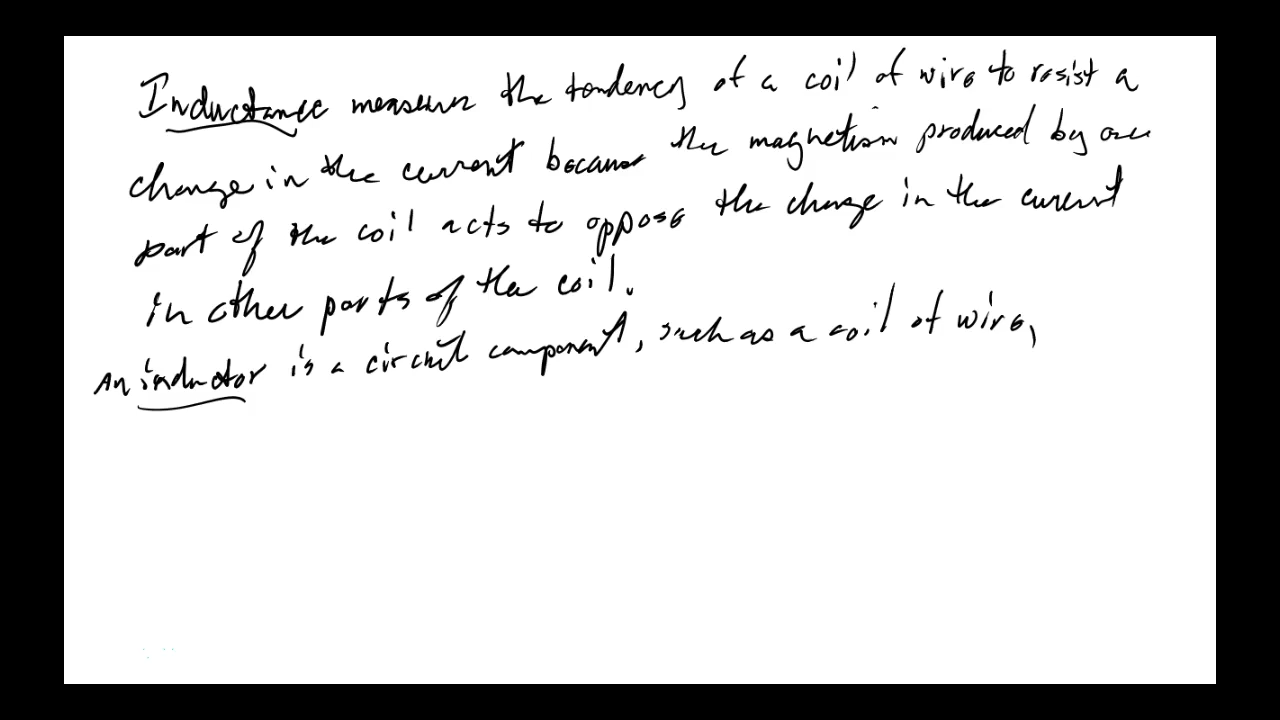 Inductance measures the tendency of a coil of wire to resist a
change in the current because the magnetism produced by one
part of the coil acts to oppose the change in the current
in other parts of the coil.
An inductor is a circuit component, such as a coil of wire,